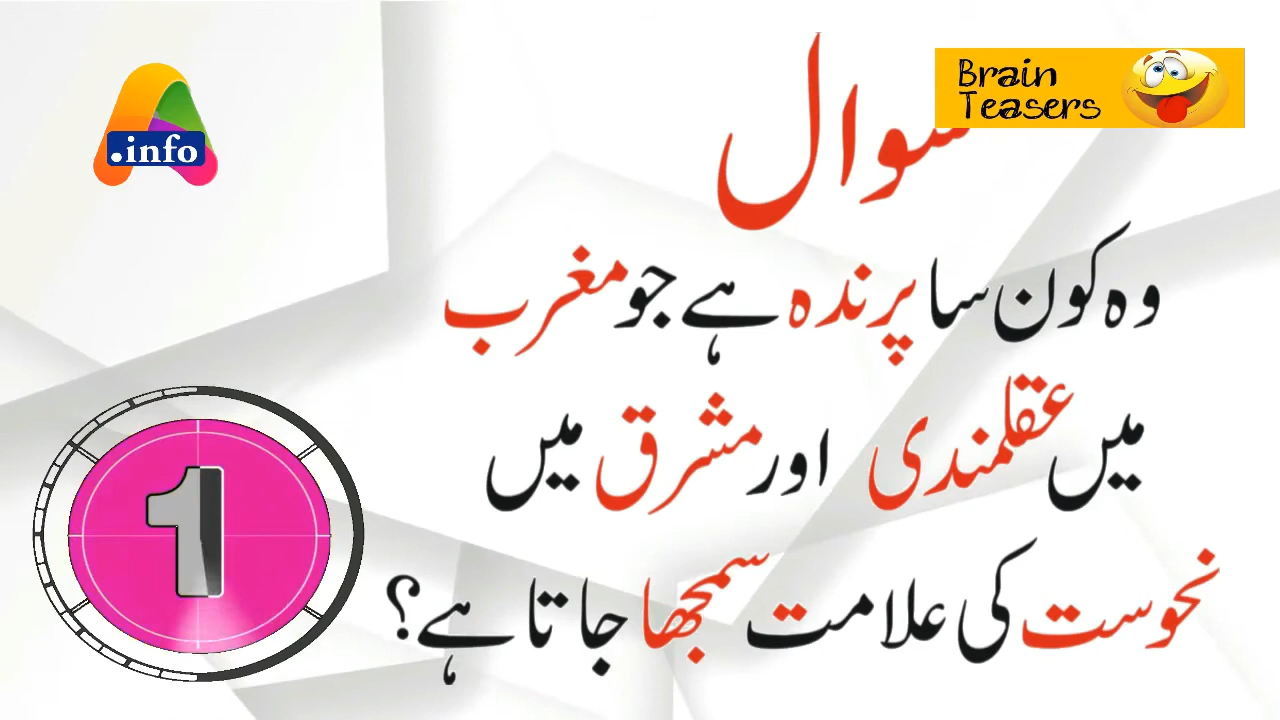 .info
Brain
Teasers
سوال
وہ کون سا پرندہ ہے جو مغرب
میں عقلمندی اور مشرق میں
نحوست کی علامت سمجھا جاتا ہے؟
1